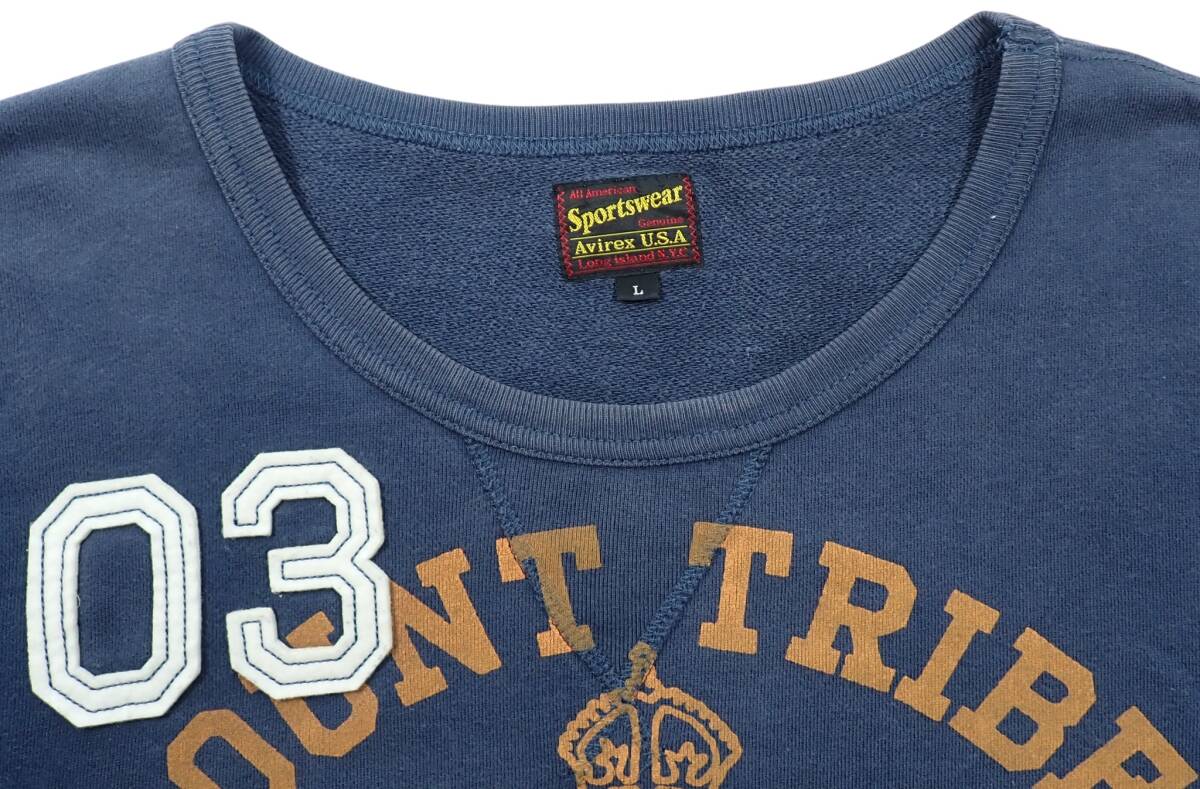 All American
Sportswear
Genuine
Avirex U.S.A
Long island N.Y.C
L
03
OUNT TRIBE